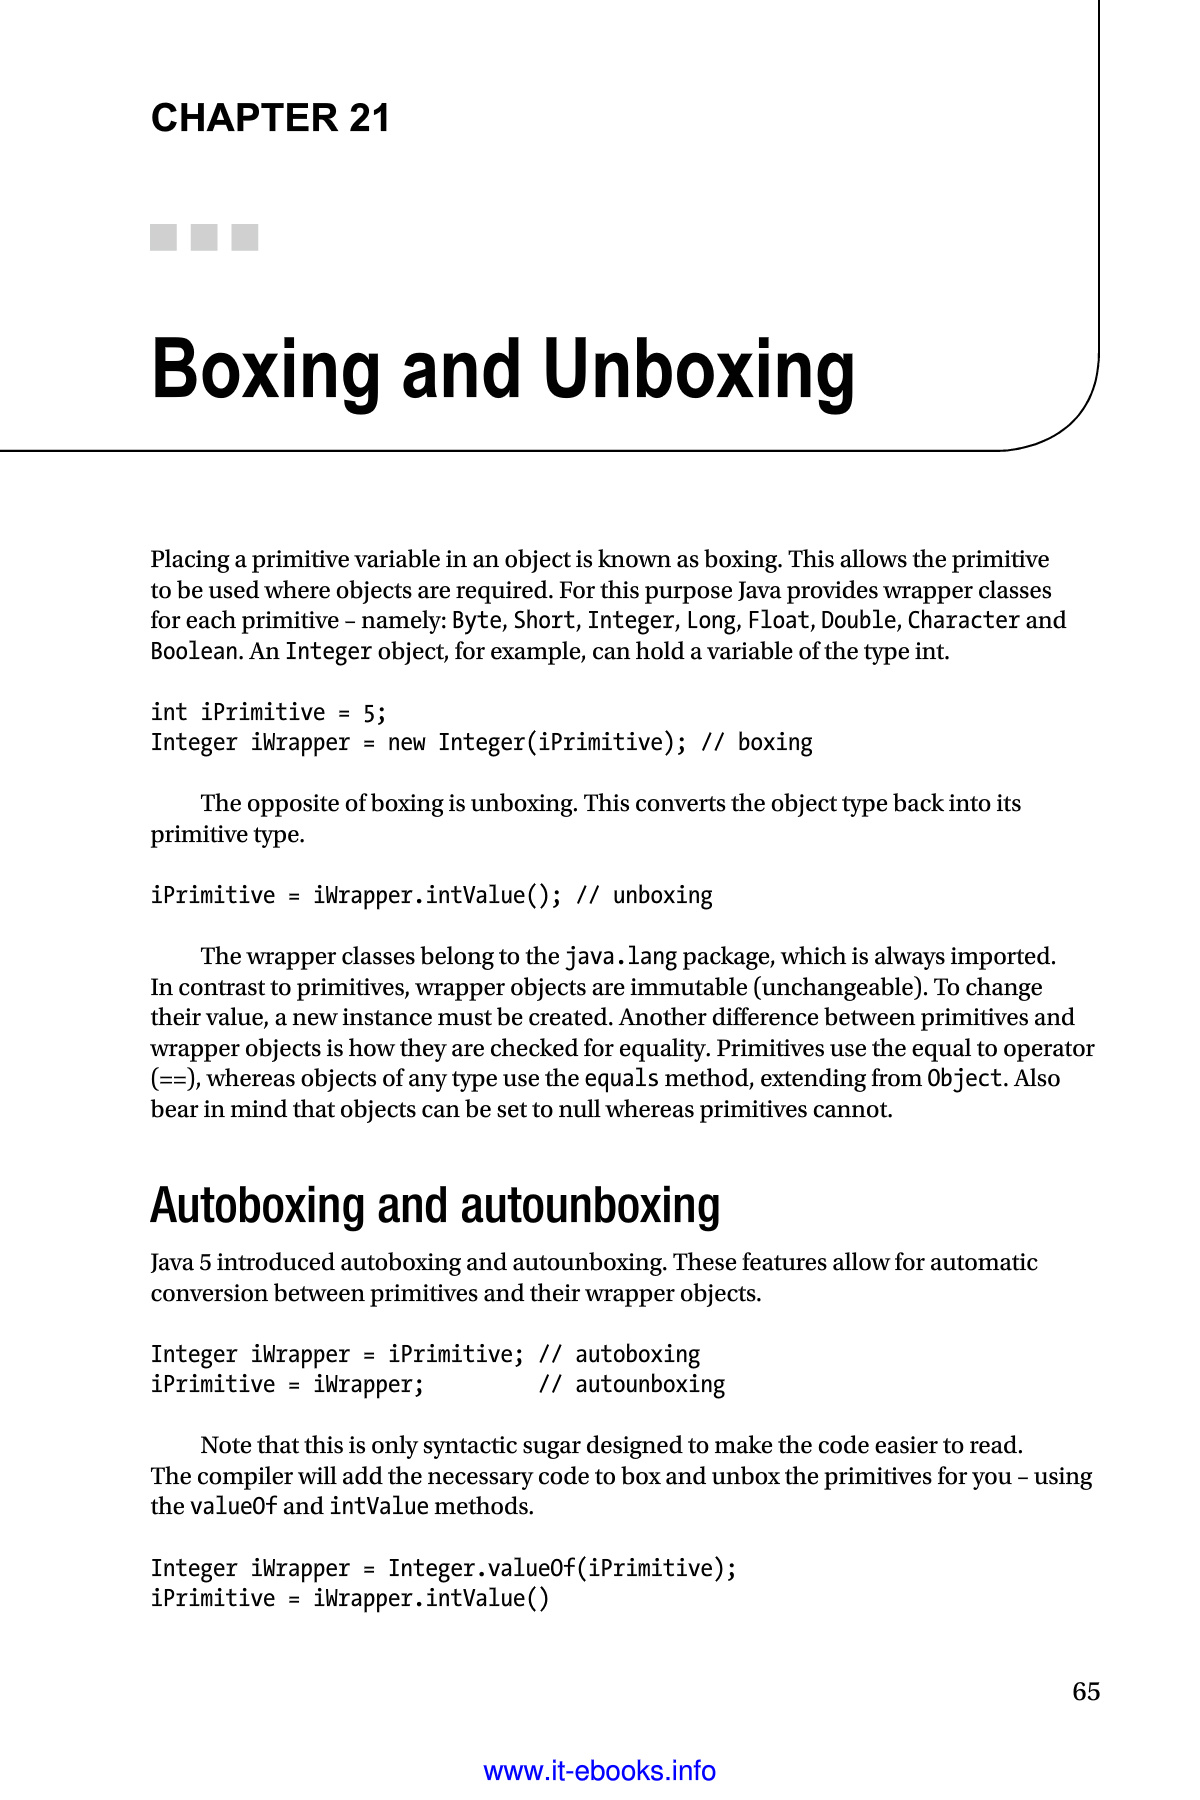 CHAPTER 21
Boxing and Unboxing
Placing a primitive variable in an object is known as boxing. This allows the primitive
to be used where objects are required. For this purpose Java provides wrapper classes
for each primitive – namely: Byte, Short, Integer, Long, Float, Double, Character and
Boolean. An Integer object, for example, can hold a variable of the type int.
int iPrimitive = 5;
Integer iWrapper = new Integer(iPrimitive); // boxing
The opposite of boxing is unboxing. This converts the object type back into its
primitive type.
iPrimitive = iWrapper.intValue(); // unboxing
The wrapper classes belong to the java.lang package, which is always imported.
In contrast to primitives, wrapper objects are immutable (unchangeable). To change
their value, a new instance must be created. Another difference between primitives and
wrapper objects is how they are checked for equality. Primitives use the equal to operator
(==), whereas objects of any type use the equals method, extending from Object. Also
bear in mind that objects can be set to null whereas primitives cannot.
Autoboxing and autounboxing
Java 5 introduced autoboxing and autounboxing. These features allow for automatic
conversion between primitives and their wrapper objects.
Integer iWrapper = iPrimitive; // autoboxing
iPrimitive = iWrapper;         // autounboxing
Note that this is only syntactic sugar designed to make the code easier to read.
The compiler will add the necessary code to box and unbox the primitives for you – using
the valueOf and intValue methods.
Integer iWrapper = Integer.valueOf(iPrimitive);
iPrimitive = iWrapper.intValue()
65
www.it-ebooks.info